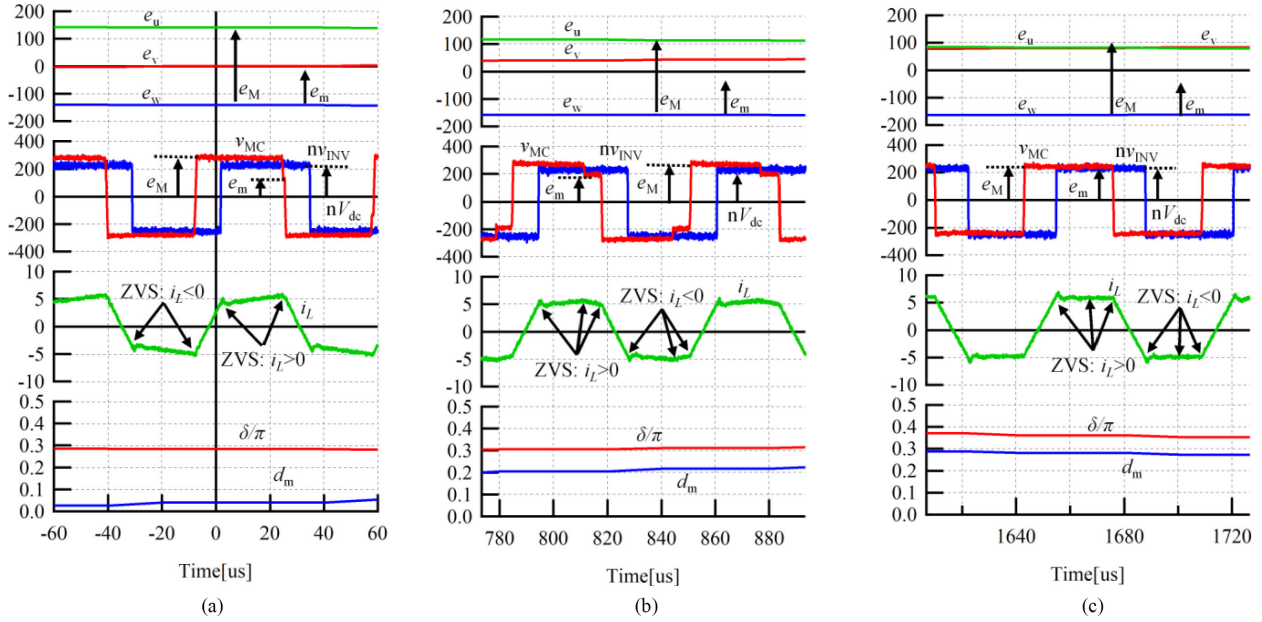 200
100
0
-100
-200
e_u
e_v
e_w
e_M
e_m
400
200
0
-200
-400
v_MC
nv_INV
e_M
e_m
nV_dc
10
5
0
-5
-10
ZVS: i_L<0
i_L
ZVS: i_L>0
0.5
0.4
0.3
0.2
0.1
0.0
δ/π
d_m
-60 -40 -20 0 20 40 60
Time[us]
(a)
200
100
0
-100
-200
e_u
e_v
e_w
e_M
e_m
400
200
0
-200
-400
v_MC
nv_INV
e_M
e_m
nV_dc
10
5
0
-5
-10
ZVS: i_L<0
i_L
ZVS: i_L>0
0.5
0.4
0.3
0.2
0.1
0.0
δ/π
d_m
780 800 820 840 860 880
Time[us]
(b)
200
100
0
-100
200
e_u
e_v
e_w
e_M
e_m
400
200
0
-200
400
v_MC
nv_INV
e_M
e_m
nV_dc
10
5
0
-5
-10
i_L
ZVS: i_L<0
ZVS: i_L>0
0.5
0.4
0.3
0.2
0.1
0.0
δ/π
d_m
1640 1680 1720
Time[us]
(c)